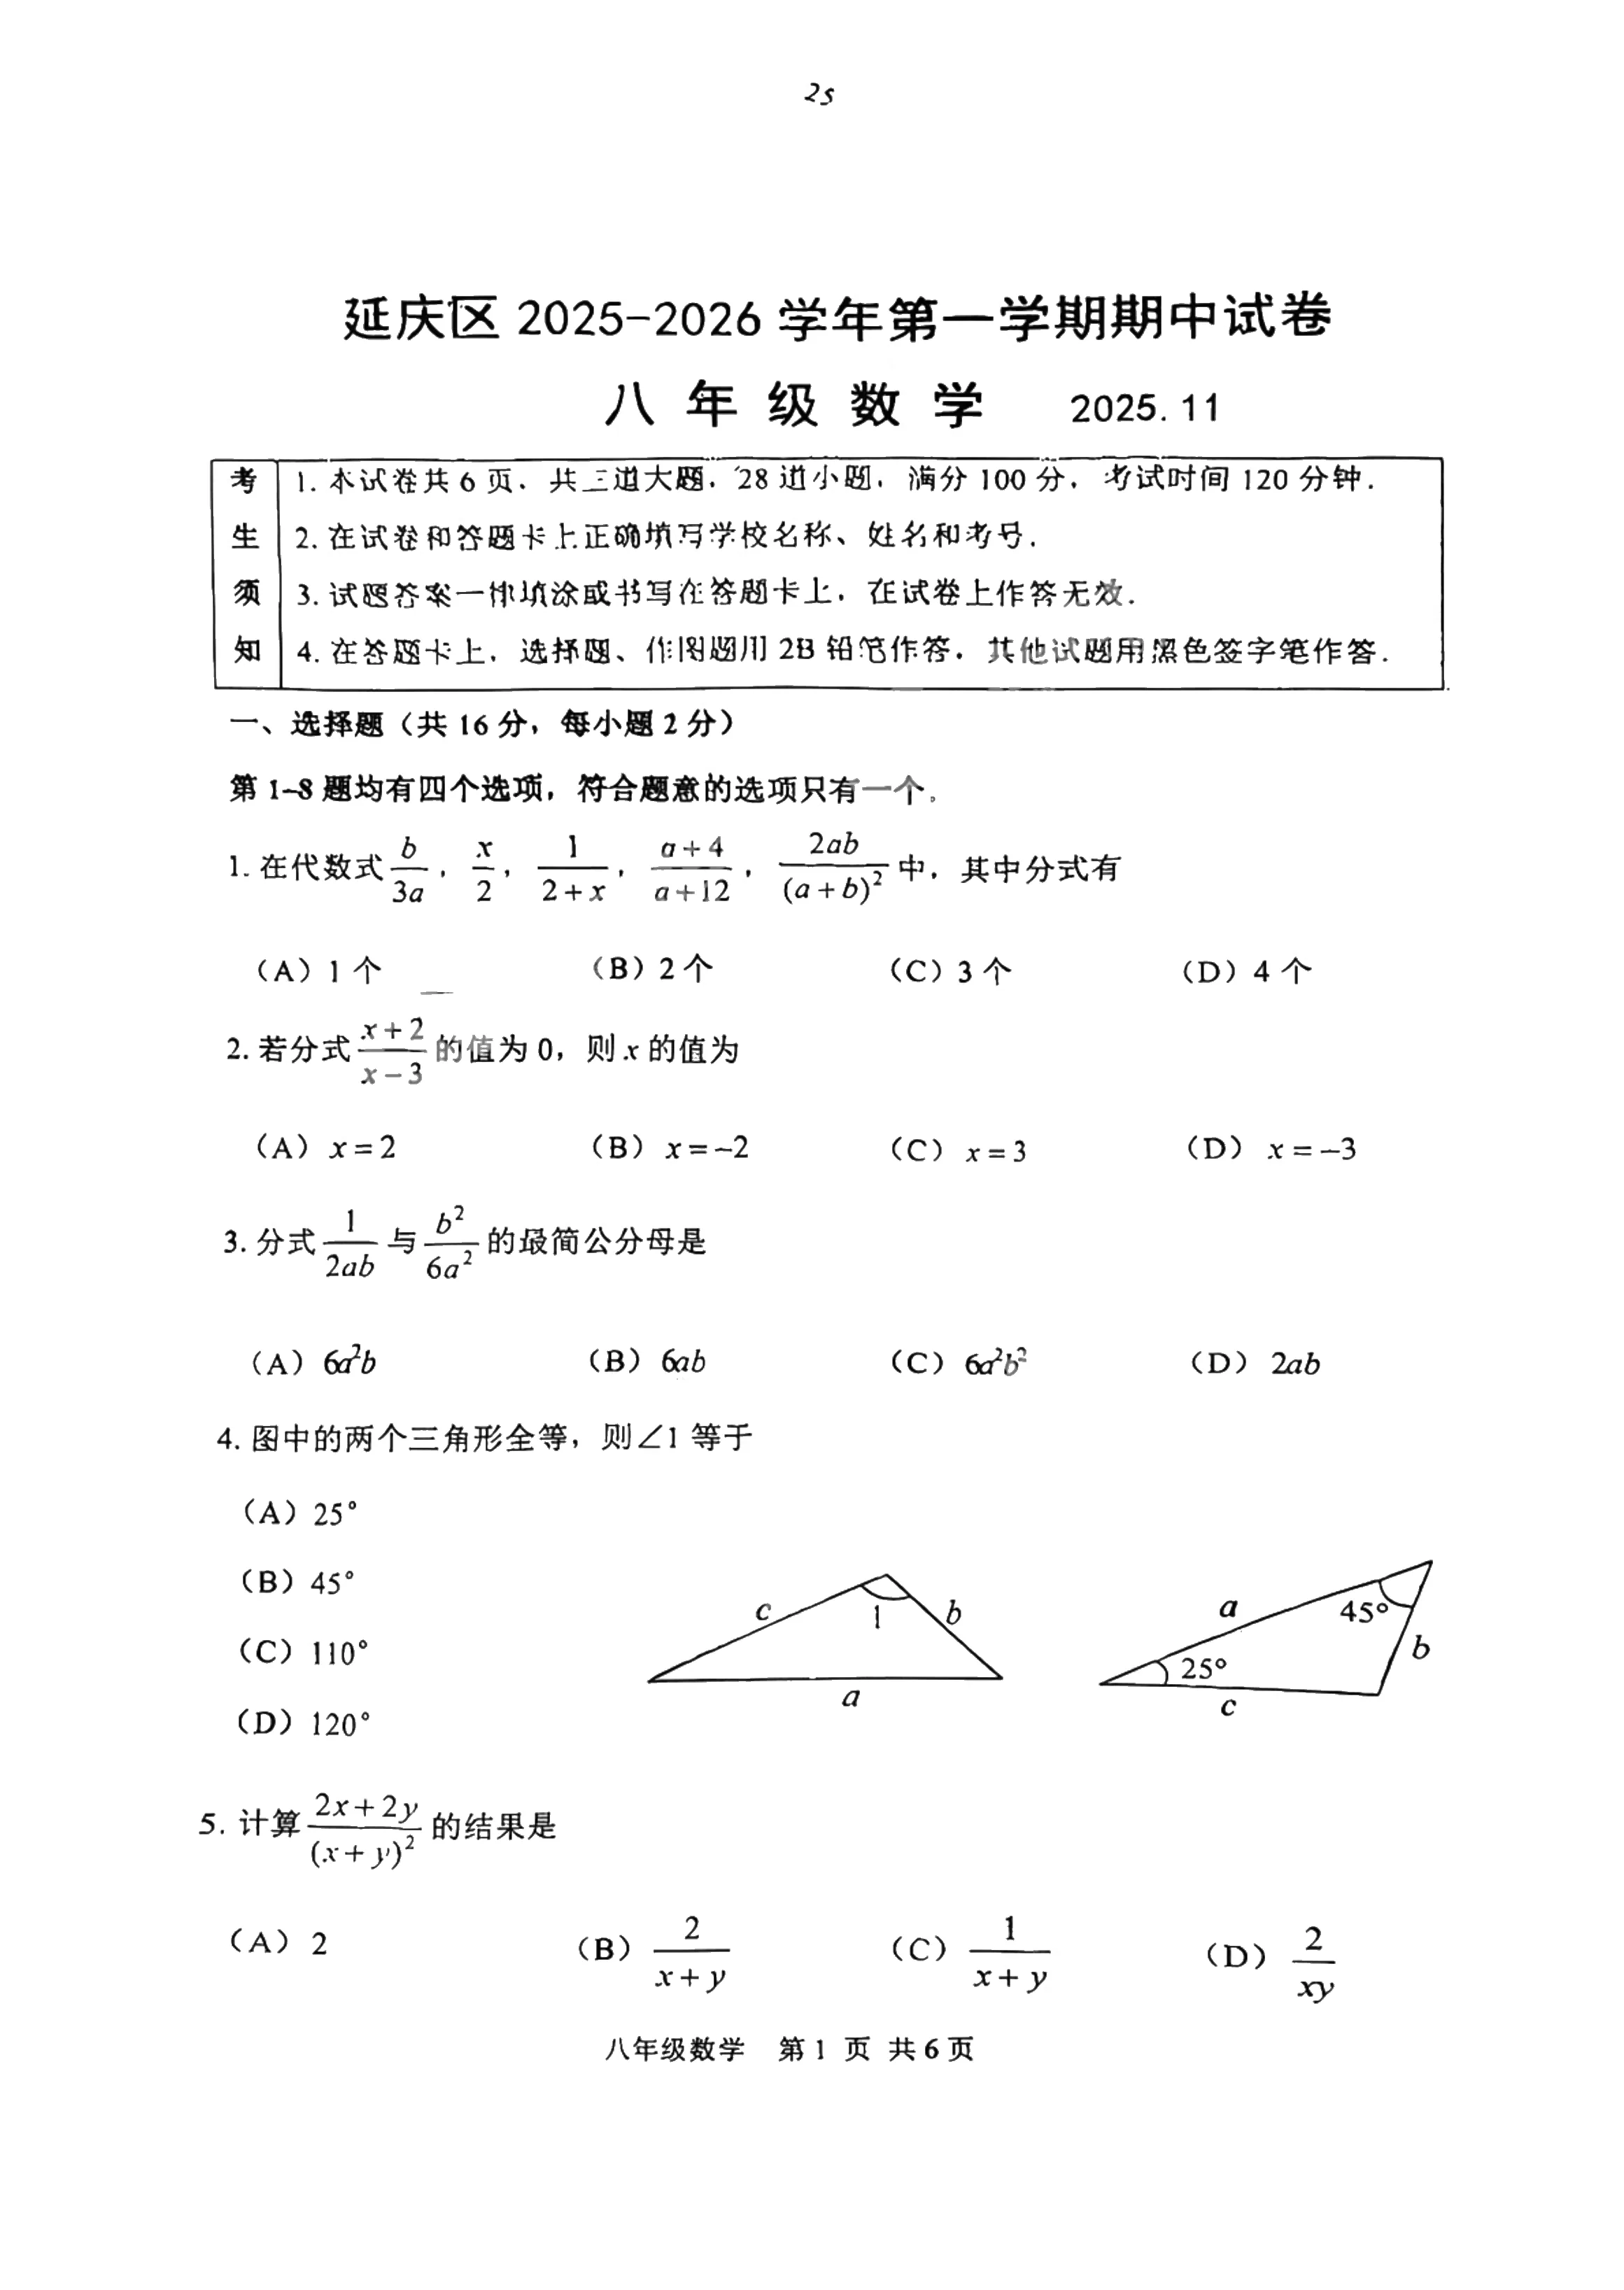 25
延庆区 2025-2026 学年第一学期期中试卷
八 年 级 数 学 2025.11
考 1. 本试卷共 6 页，共三道大题，28 道小题，满分 100 分，考试时间 120 分钟．
生 2. 在试卷和答题卡上正确填写学校名称、姓名和考号．
须 3. 试题答案一律填涂或书写在答题卡上，在试卷上作答无效．
知 4. 在答题卡上，选择题、作图题用 2B 铅笔作答，其他试题用黑色签字笔作答．
一、选择题（共 16 分，每小题 2 分）
第 1-8 题均有四个选项，符合题意的选项只有一个．
1. 在代数式 b/3a ，x/2 ，1/(2+x) ，(a+4)/(a+12) ，2ab/(a+b)² 中，其中分式有
（A）1 个 （B）2 个 （C）3 个 （D）4 个
2. 若分式 (x+2)/(x−3) 的值为 0，则 x 的值为
（A） x = 2 （B） x = −2 （C） x = 3 （D） x = −3
3. 分式 1/2ab 与 b²/6a² 的最简公分母是
（A） 6a²b （B） 6ab （C） 6a²b² （D） 2ab
4. 图中的两个三角形全等，则∠1 等于
（A）25°
（B）45°
（C）110°
（D）120°
c 1 b a
a 45° b 25° c
5. 计算 (2x+2y)/(x+y)² 的结果是
（A）2 （B） 2/(x+y) （C） 1/(x+y) （D） 2/xy
八年级数学 第 1 页 共 6 页